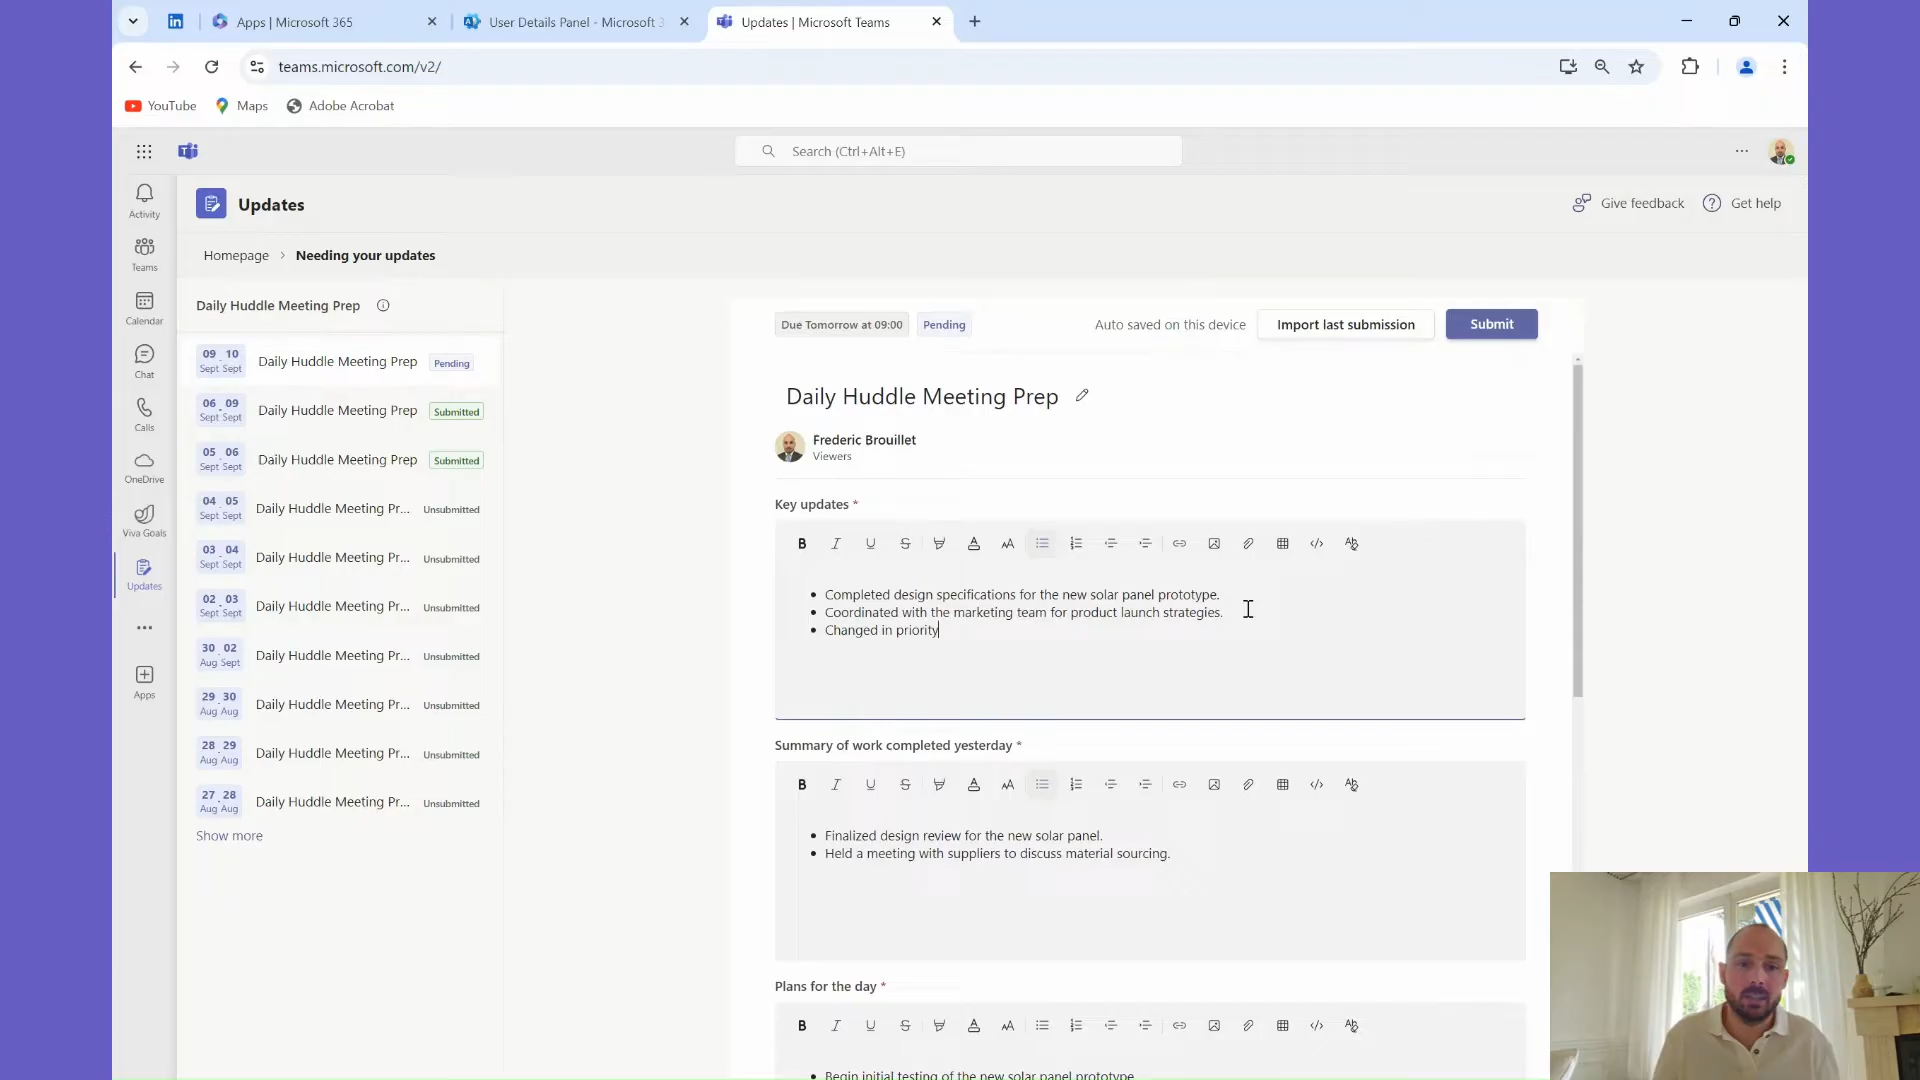 Apps | Microsoft 365
User Details Panel - Microsoft 3
Updates | Microsoft Teams
teams.microsoft.com/v2/
YouTube
Maps
Adobe Acrobat
Search (Ctrl+Alt+E)
Activity
Teams
Calendar
Chat
Calls
OneDrive
Viva Goals
Updates
Apps
Updates
Give feedback
Get help
Homepage > Needing your updates
Daily Huddle Meeting Prep
09 - 10
Sept Sept
Daily Huddle Meeting Prep
Pending
06 - 09
Sept Sept
Daily Huddle Meeting Prep
Submitted
05 - 06
Sept Sept
Daily Huddle Meeting Prep
Submitted
04 - 05
Sept Sept
Daily Huddle Meeting Pr...
Unsubmitted
03 - 04
Sept Sept
Daily Huddle Meeting Pr...
Unsubmitted
02 - 03
Sept Sept
Daily Huddle Meeting Pr...
Unsubmitted
30 - 02
Aug Sept
Daily Huddle Meeting Pr...
Unsubmitted
29 - 30
Aug Aug
Daily Huddle Meeting Pr...
Unsubmitted
28 - 29
Aug Aug
Daily Huddle Meeting Pr...
Unsubmitted
27 - 28
Aug Aug
Daily Huddle Meeting Pr...
Unsubmitted
Show more
Due Tomorrow at 09:00
Pending
Auto saved on this device
Import last submission
Submit
Daily Huddle Meeting Prep
Frederic Brouillet
Viewers
Key updates *
• Completed design specifications for the new solar panel prototype.
• Coordinated with the marketing team for product launch strategies.
• Changed in priority
Summary of work completed yesterday *
• Finalized design review for the new solar panel.
• Held a meeting with suppliers to discuss material sourcing.
Plans for the day *
• Begin initial testing of the new solar panel prototype